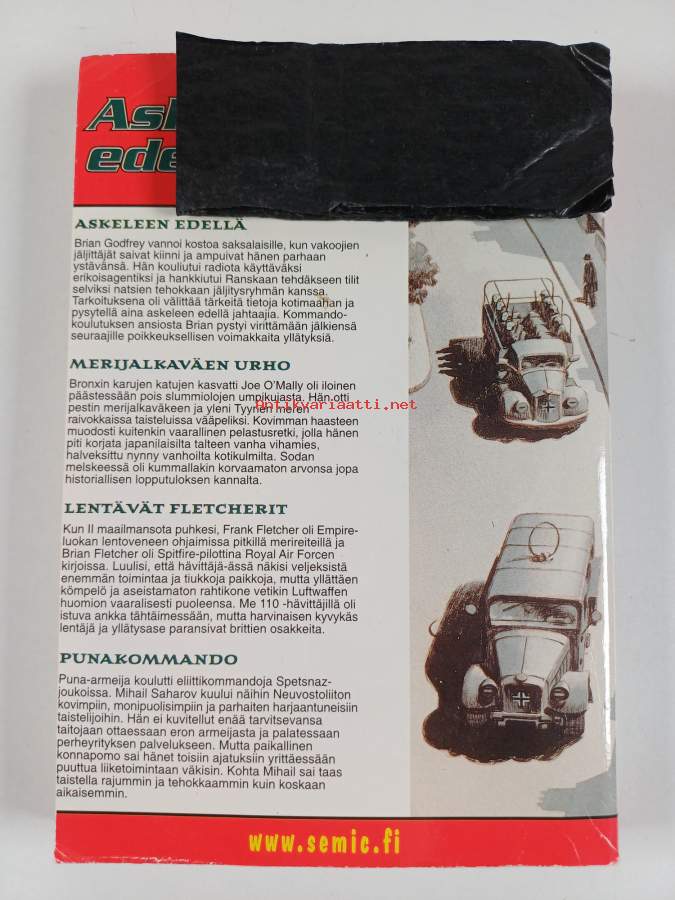 ASKELEEN EDELLÄ
Brian Godfrey vannoi kostoa saksalaisille, kun vakoojien
jäljittäjät saivat kiinni ja ampuivat hänen parhaan
ystävänsä. Hän kouliutui radiota käyttäväksi
erikoisagentiksi ja hankkiutui Ranskaan tehdäkseen tilit
selviksi natsien tehokkaan jäljitysryhmän kanssa.
Tarkoituksena oli välittää tärkeitä tietoja kotimaahan ja
pysytellä aina askeleen edellä jahtaajia. Kommando-
koulutuksen ansiosta Brian pystyi virittämään jälkiensä
seuraajille poikkeuksellisen voimakkaita yllätyksiä.
MERIJALKAVÄEN URHO
Bronxin karujen katujen kasvatti Joe O'Mally oli iloinen
päästessään pois slummiolojen umpikujasta. Hän otti
pestin merijalkaväkeen ja yleni Tyynen meren
raivokkaissa taisteluissa vääpeliksi. Kovimman haasteen
muodosti kuitenkin vaarallinen pelastusretki, jolla hänen
piti korjata japanilaisilta talteen vanha vihamies,
halveksittu nynny vanhoilta kotikulmilta. Sodan
melskeessä oli kummallakin korvaamaton arvonsa jopa
historiallisen lopputuloksen kannalta.
Antikvariaatti.net
LENTÄVÄT FLETCHERIT
Kun II maailmansota puhkesi, Frank Fletcher oli Empire-
luokan lentoveneen ohjaimissa pitkillä merireiteillä ja
Brian Fletcher oli Spitfire-pilottina Royal Air Forcen
kirjoissa. Luulisi, että hävittäjä-ässä näkisi veljeksistä
enemmän toimintaa ja tiukkoja paikkoja, mutta yllättäen
kömpelö ja aseistamaton rahtikone vetikin Luftwaffen
huomion vaarallisesti puoleensa. Me 110 -hävittäjillä oli
istuva ankka tähtäimessään, mutta harvinaisen kyvykäs
lentäjä ja yllätysase paransivat brittien osakkeita.
PUNAKOMMANDO
Puna-armeija koulutti eliittikommandoja Spetsnaz-
joukoissa. Mihail Saharov kuului näihin Neuvostoliiton
kovimpiin, monipuolisimpiin ja parhaiten harjaantuneisiin
taistelijoihin. Hän ei kuvitellut enää tarvitsevansa
taitojaan ottaessaan eron armeijasta ja palatessaan
perheyrityksen palvelukseen. Mutta paikallinen
konnapomo sai hänet toisiin ajatuksiin yrittäessään
puuttua liiketoimintaan väkisin. Kohta Mihail sai taas
taistella rajummin ja tehokkaammin kuin koskaan
aikaisemmin.
www.semic.fi